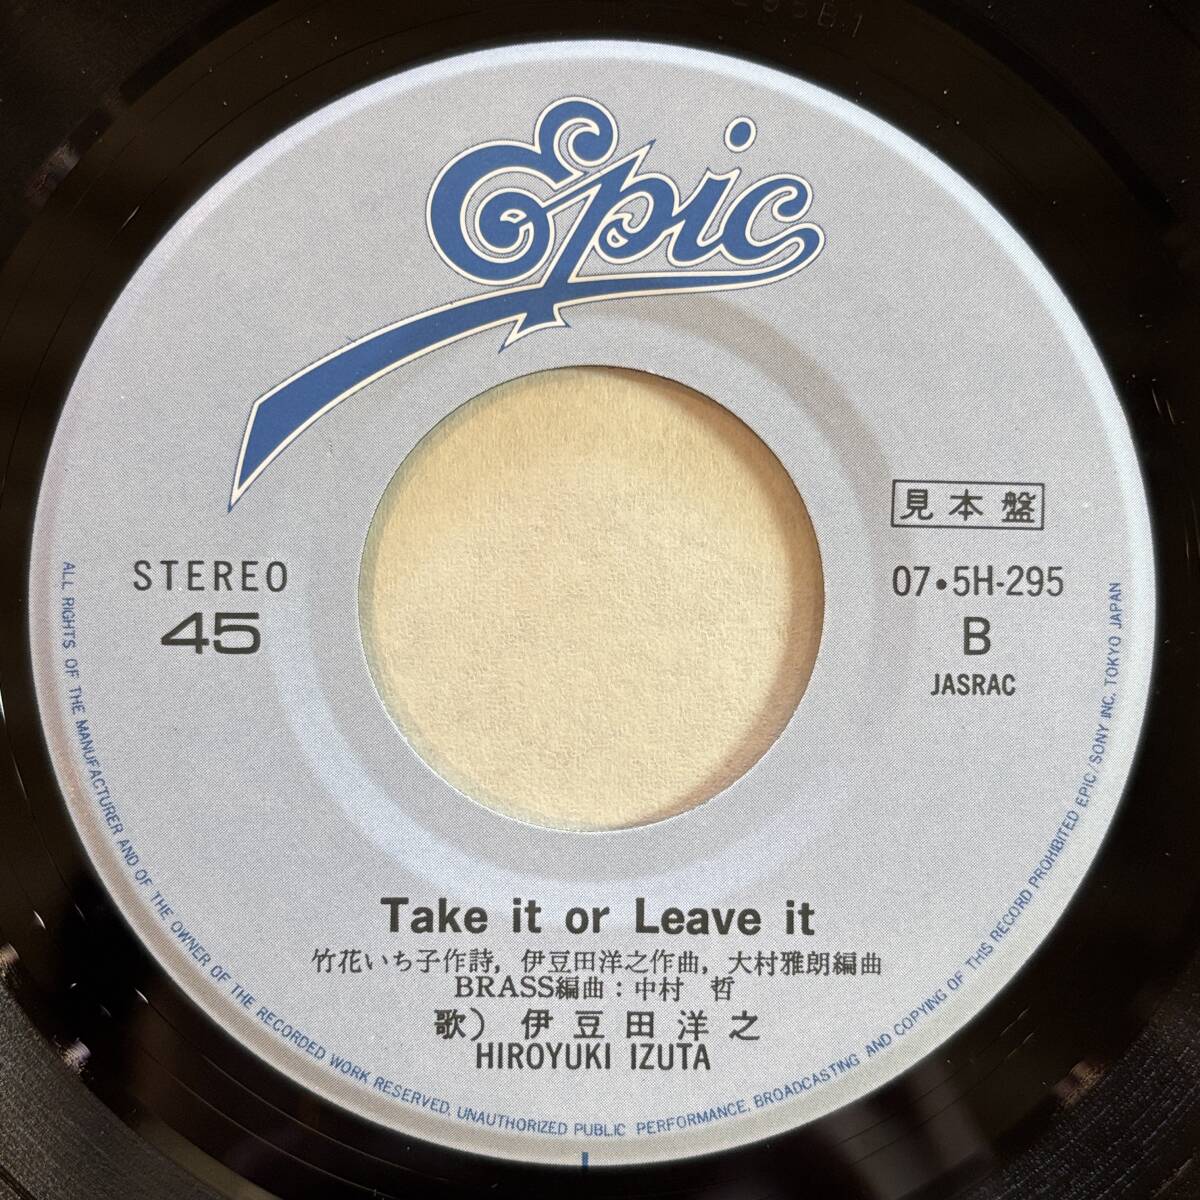 Epic
見本盤
STEREO
45
07・5H-295
B
JASRAC
Take it or Leave it
竹花いち子作詩, 伊豆田洋之作曲, 大村雅朗編曲
BRASS編曲：中村 哲
歌） 伊豆田洋之
HIROYUKI IZUTA
ALL RIGHTS OF THE MANUFACTURER AND OF THE OWNER OF THE RECORDED WORK RESERVED. UNAUTHORIZED PUBLIC PERFORMANCE, BROADCASTING AND COPYING OF THIS RECORD PROHIBITED EPIC/SONY INC. TOKYO JAPAN